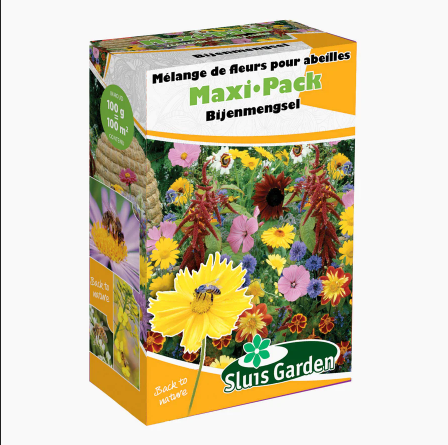 Bijenmengsel
Mélange de fleurs pour abeilles
Maxi•Pack
Bijenmengsel
100 g
=
100 m²
Back to
nature
Back to
nature
Sluis Garden